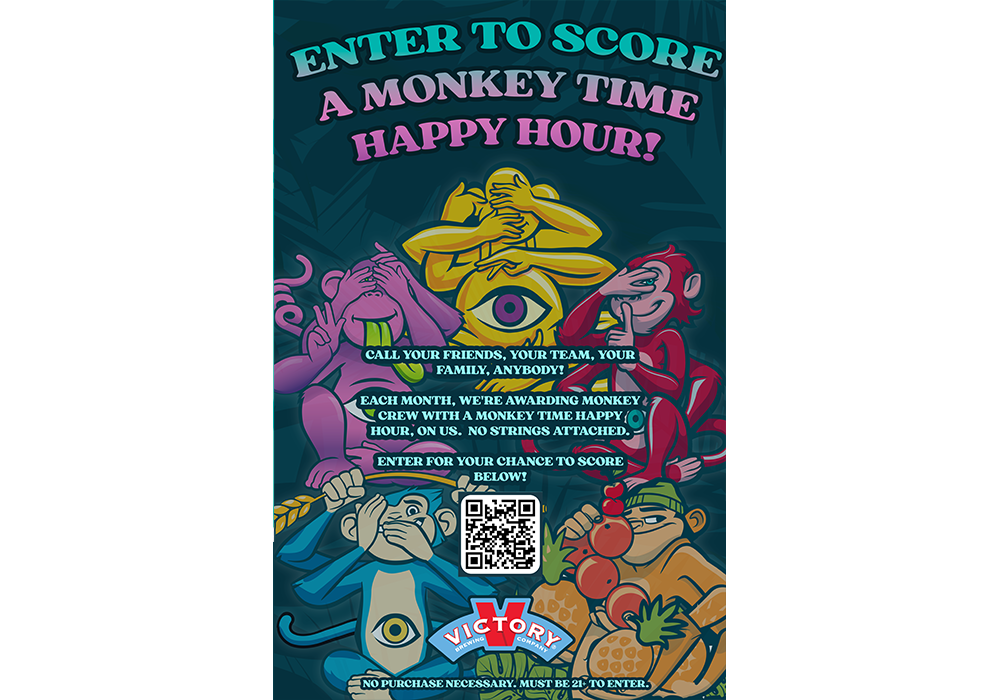 ENTER TO SCORE
A MONKEY TIME
HAPPY HOUR!
CALL YOUR FRIENDS, YOUR TEAM, YOUR
FAMILY, ANYBODY!
EACH MONTH, WE'RE AWARDING MONKEY
CREW WITH A MONKEY TIME HAPPY
HOUR, ON US. NO STRINGS ATTACHED.
ENTER FOR YOUR CHANCE TO SCORE
BELOW!
VICTORY
BREWING COMPANY
NO PURCHASE NECESSARY. MUST BE 21+ TO ENTER.